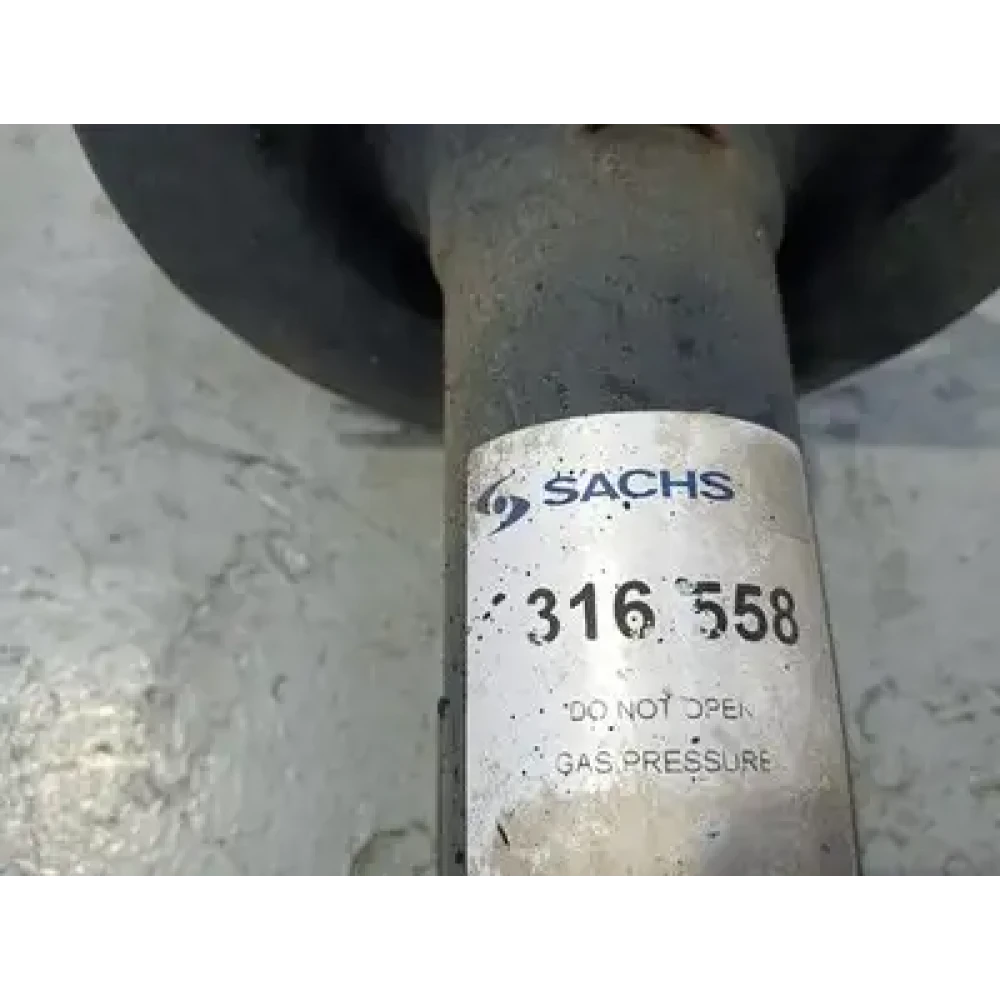 SACHS
316 558
DO NOT OPEN
GAS PRESSURE